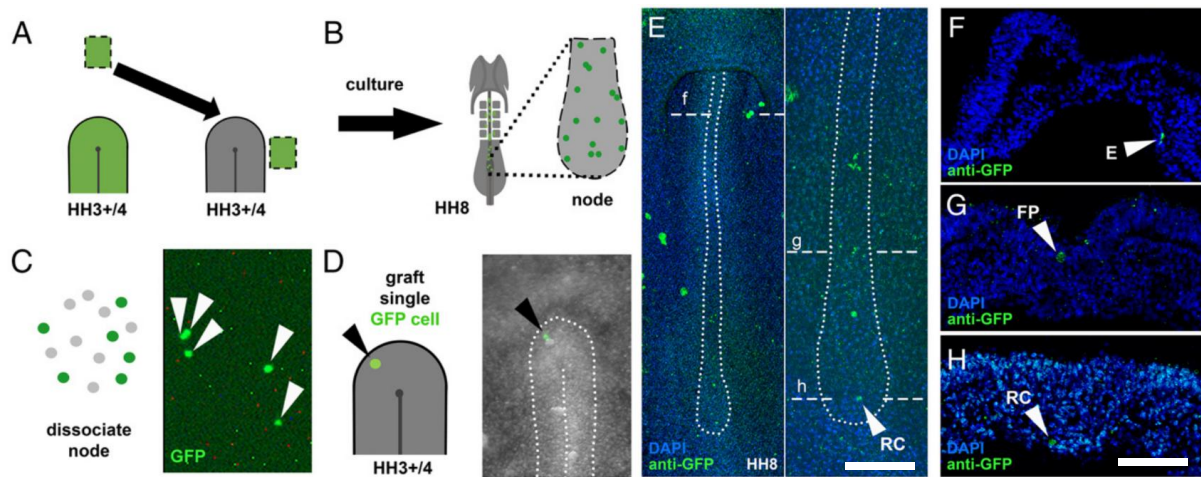 A
HH3+/4
HH3+/4
B
culture
HH8
node
C
dissociate
node
GFP
D
graft
single
GFP cell
HH3+/4
E
f
g
h
RC
DAPI
anti-GFP
HH8
F
E
DAPI
anti-GFP
G
FP
DAPI
anti-GFP
H
RC
DAPI
anti-GFP